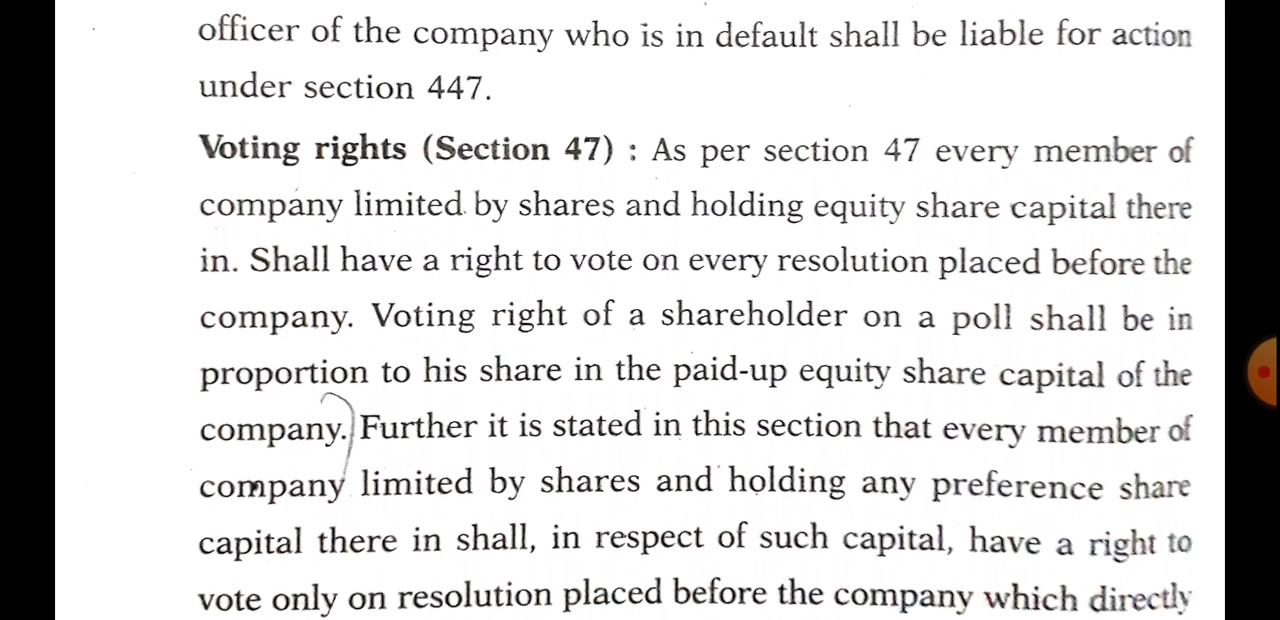 officer of the company who is in default shall be liable for action
under section 447.
Voting rights (Section 47) : As per section 47 every member of
company limited by shares and holding equity share capital there
in. Shall have a right to vote on every resolution placed before the
company. Voting right of a shareholder on a poll shall be in
proportion to his share in the paid-up equity share capital of the
company. Further it is stated in this section that every member of
company limited by shares and holding any preference share
capital there in shall, in respect of such capital, have a right to
vote only on resolution placed before the company which directly